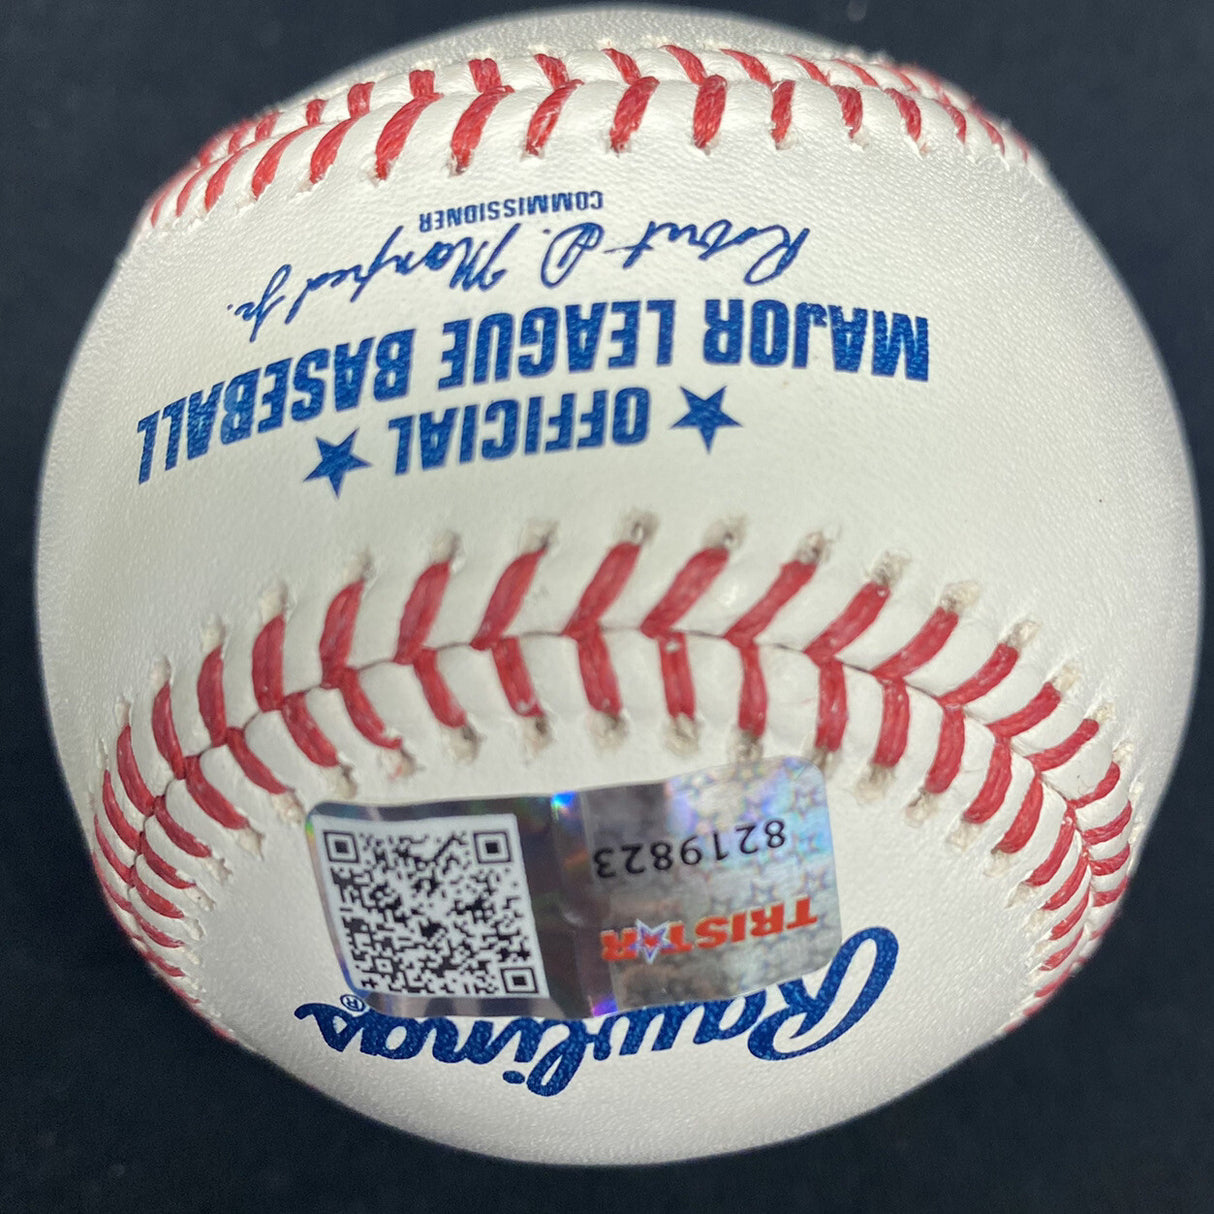 Rawlings®
TRISTAR
8219823
★ OFFICIAL ★
MAJOR LEAGUE BASEBALL
Robert D. Manfred Jr.
COMMISSIONER